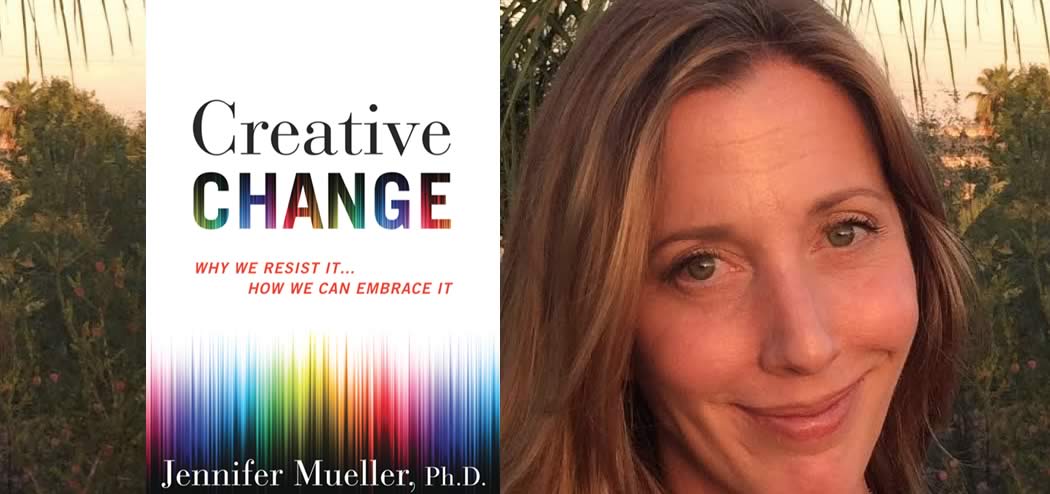 Creative
CHANGE
WHY WE RESIST IT...
HOW WE CAN EMBRACE IT
Jennifer Mueller, Ph.D.